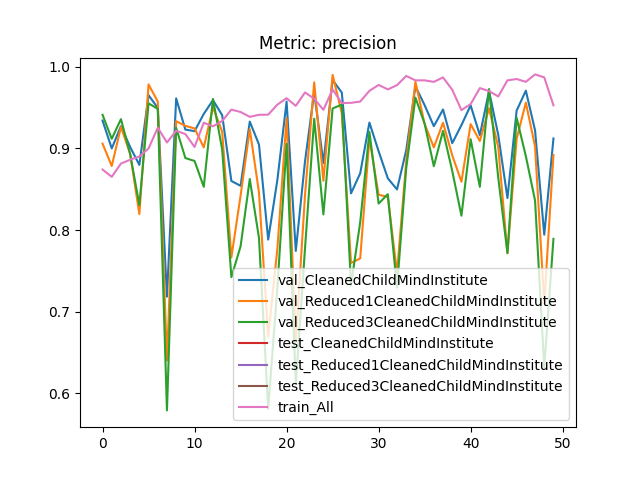 Metric: precision
1.0
0.9
0.8
0.7
0.6
val_CleanedChildMindInstitute
val_Reduced1CleanedChildMindInstitute
val_Reduced3CleanedChildMindInstitute
test_CleanedChildMindInstitute
test_Reduced1CleanedChildMindInstitute
test_Reduced3CleanedChildMindInstitute
train_All
0 10 20 30 40 50